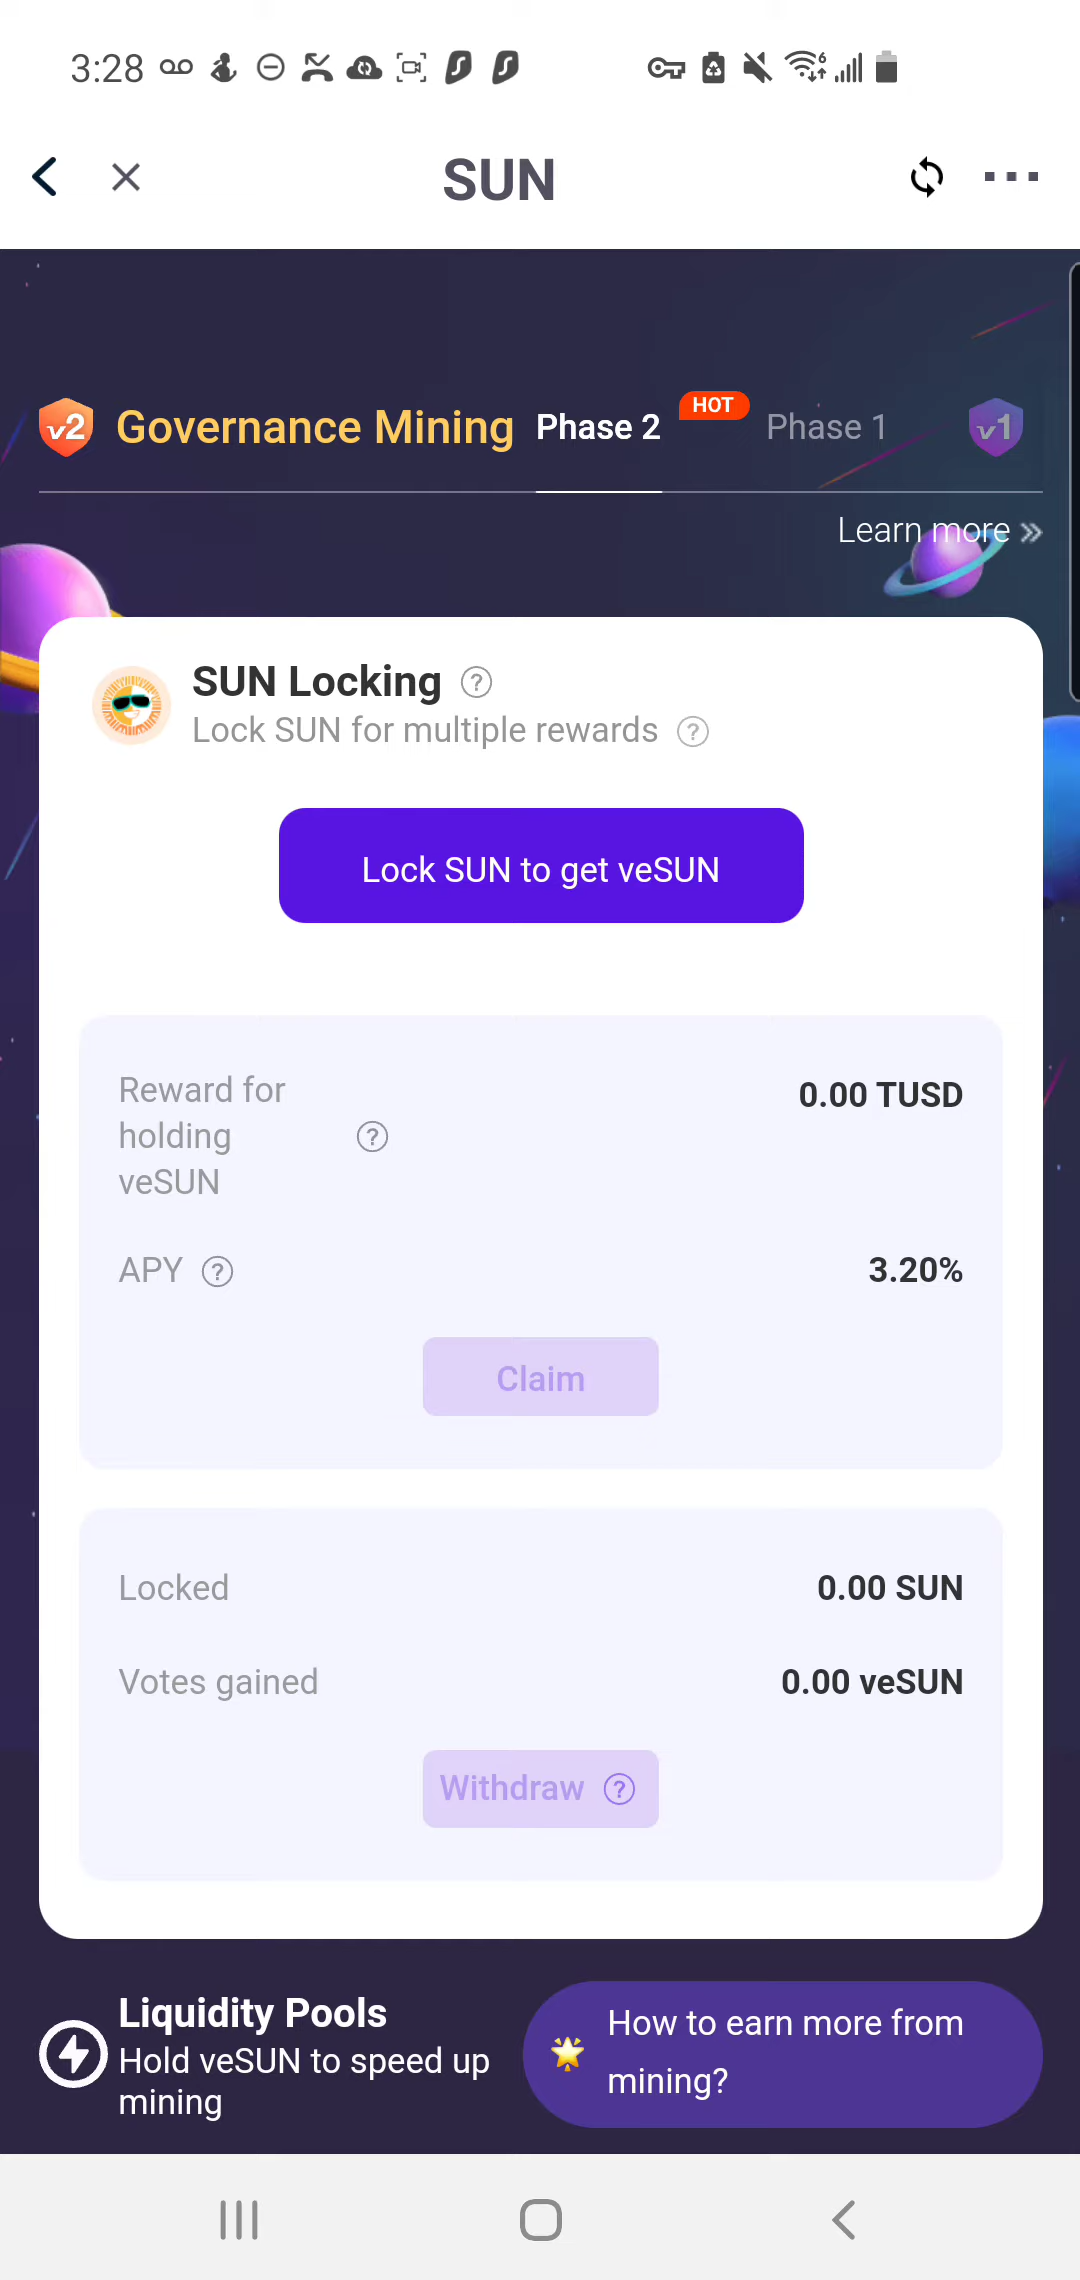 3:28
SUN
v2 Governance Mining Phase 2 HOT Phase 1 v1
Learn more »
SUN Locking ?
Lock SUN for multiple rewards ?
Lock SUN to get veSUN
Reward for
holding
veSUN ?
0.00 TUSD
APY ? 3.20%
Claim
Locked 0.00 SUN
Votes gained 0.00 veSUN
Withdraw ?
Liquidity Pools
Hold veSUN to speed up
mining
How to earn more from
mining?